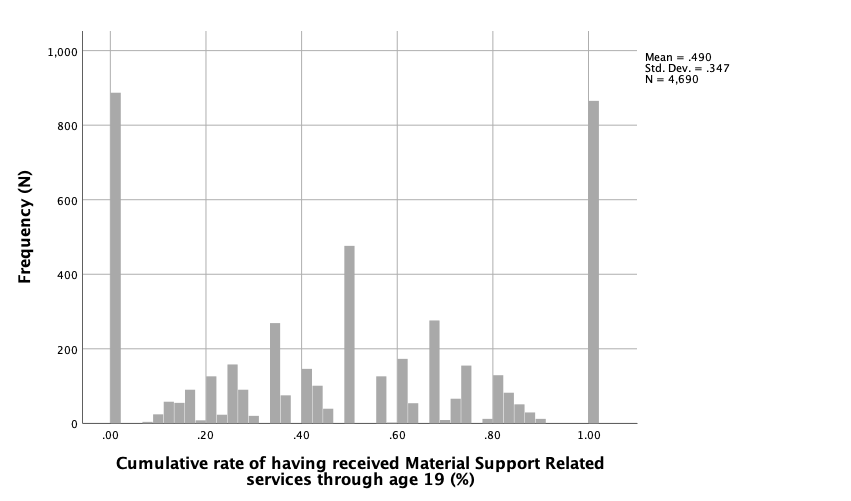 1,000
800
600
400
200
0
Frequency (N)
.00
.20
.40
.60
.80
1.00
Cumulative rate of having received Material Support Related
services through age 19 (%)
Mean = .490
Std. Dev. = .347
N = 4,690